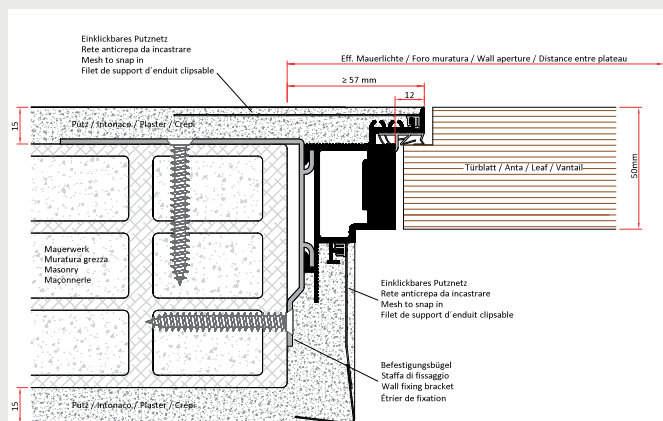 Einklickbares Putznetz
Rete anticrepa da incastrare
Mesh to snap in
Filet de support d´enduit clipsable
Eff. Mauerlichte / Foro muratura / Wall aperture / Distance entre plateau
≥ 57 mm
12
15
Putz / Intonaco / Plaster / Crépi
Türblatt / Anta / Leaf / Vantail
50mm
Mauerwerk
Muratura grezza
Masonry
Maçonnerie
Einklickbares Putznetz
Rete anticrepa da incastrare
Mesh to snap in
Filet de support d´enduit clipsable
Befestigungsbügel
Staffa di fissaggio
Wall fixing bracket
Étrier de fixation
15
Putz / Intonaco / Plaster / Crépi